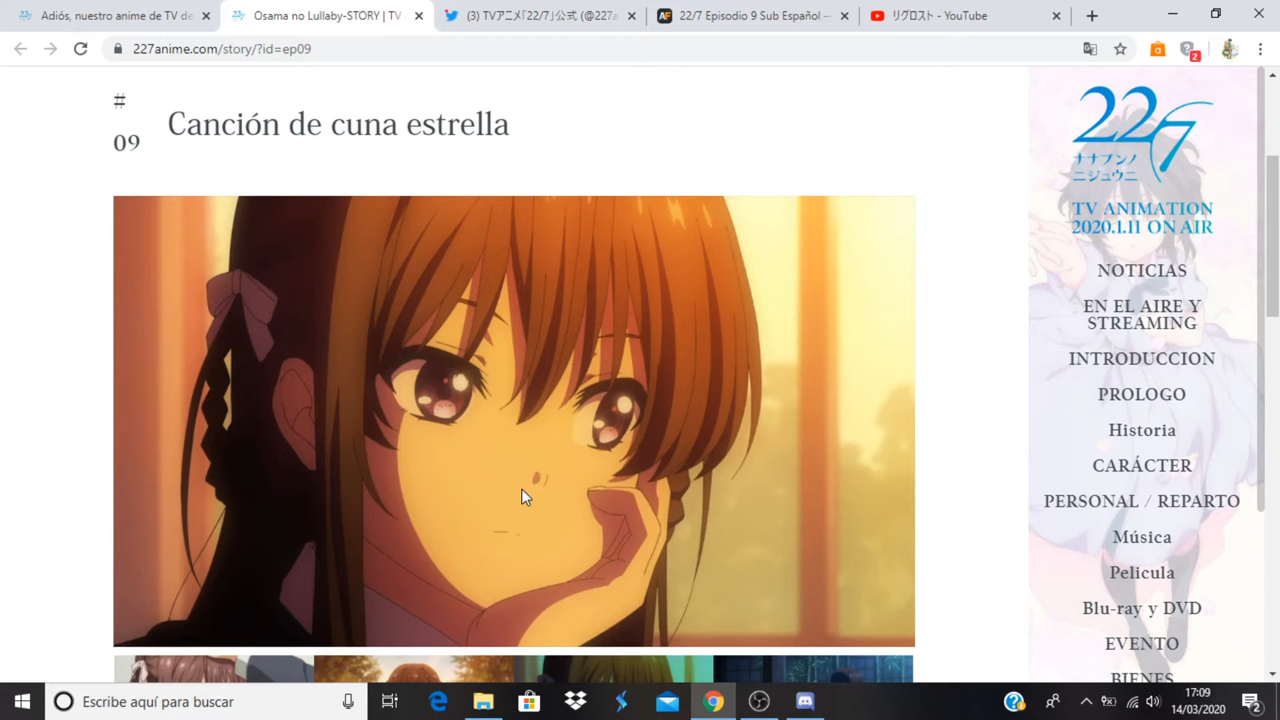 Adiós, nuestro anime de TV de
Osama no Lullaby-STORY | TV
(3) TVアニメ「22/7」公式 (@227a
22/7 Episodio 9 Sub Español —
リグロスト - YouTube
227anime.com/story/?id=ep09
2
#
09
Canción de cuna estrella
22/7
ナナブンノ
ニジュウニ
TV ANIMATION
2020.1.11 ON AIR
NOTICIAS
EN EL AIRE Y
STREAMING
INTRODUCCION
PROLOGO
Historia
CARÁCTER
PERSONAL / REPARTO
Música
Pelicula
Blu-ray y DVD
EVENTO
BIENES
Escribe aquí para buscar
17:09
14/03/2020
2